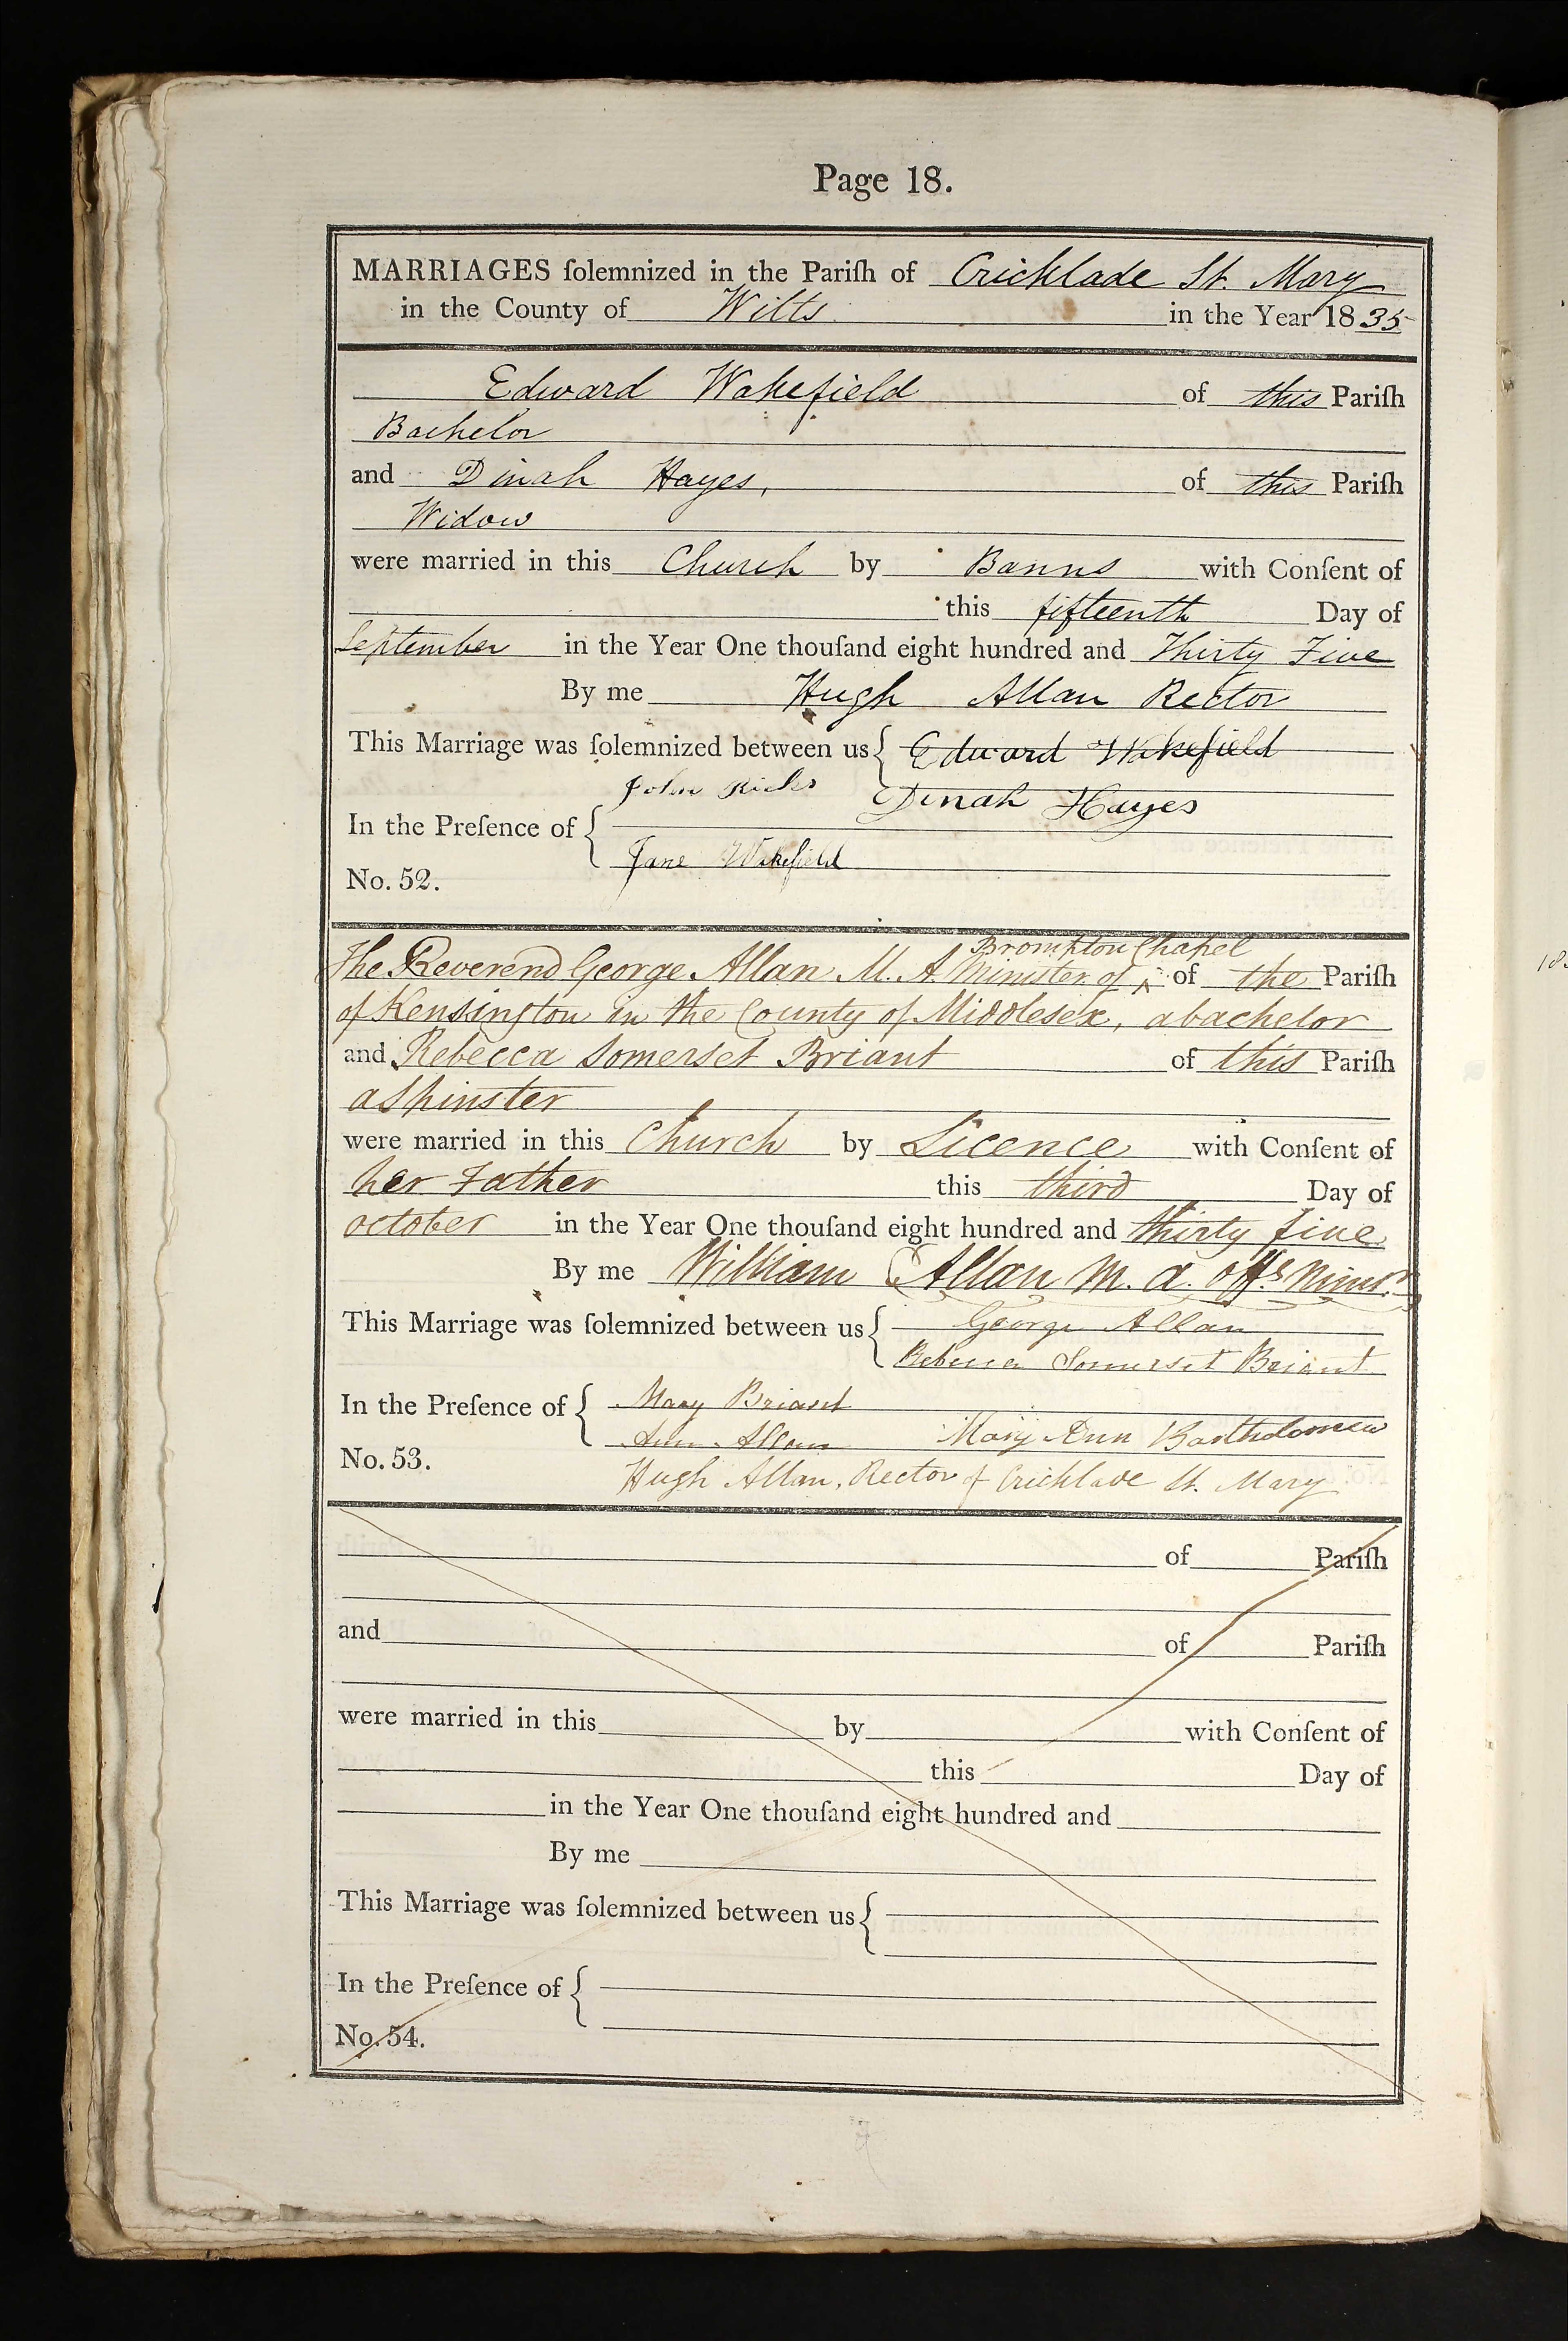 Page 18.
MARRIAGES ſolemnized in the Pariſh of Cricklade St. Mary
in the County of Wilts in the Year 1835
Edward Wakefield of this Pariſh
Bachelor
and Dinah Hayes, of this Pariſh
Widow
were married in this Church by Banns with Conſent of
this fifteenth Day of
September in the Year One thouſand eight hundred and Thirty Five
By me Hugh Allan Rector
This Marriage was ſolemnized between us { Edward Wakefield
Dinah Hayes
In the Preſence of { John
Jane Wakefield
No. 52.
Brompton Chapel
The Reverend George Allan M. A. Minister of ^ of the Pariſh
of Kensington in the County of Middlesex, a bachelor
and Rebecca Somerset Briant of this Pariſh
a Spinster
were married in this Church by Licence with Conſent of
her Father this third Day of
october in the Year One thouſand eight hundred and thirty five
By me William Allan M. A. offg. Minr.
This Marriage was ſolemnized between us { George Allan
Rebecca Somerset Briant
In the Preſence of { Mary Briant
Ann Allan Mary Ann Bartholomew
No. 53.
Hugh Allan, Rector of Cricklade St. Mary
of Pariſh
and of Pariſh
were married in this by with Conſent of
this Day of
in the Year One thouſand eight hundred and
By me
This Marriage was ſolemnized between us {
In the Preſence of {
No. 54.